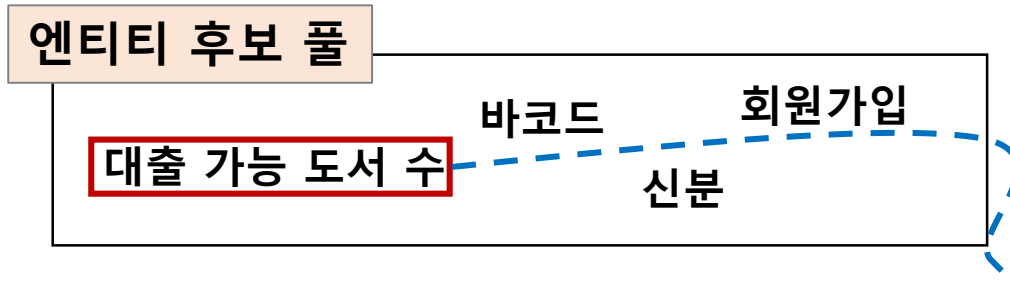 엔티티 후보 풀
바코드
회원가입
대출 가능 도서 수
신분